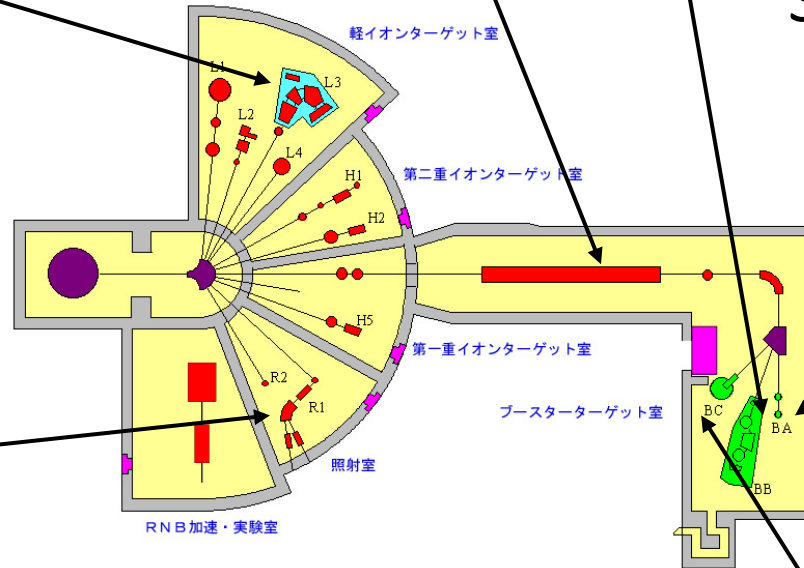 軽イオンターゲット室
L1
L3
L2
L4
第二重イオンターゲット室
H1
H2
H5
第一重イオンターゲット室
R2
R1
ブースターターゲット室
BC
BA
BB
照射室
RNB加速・実験室